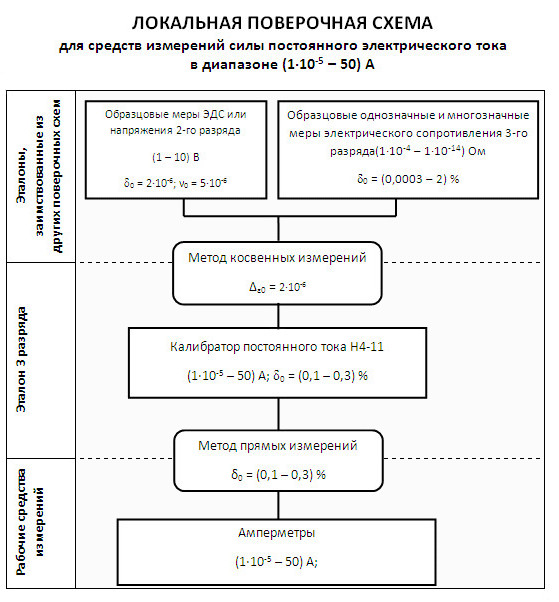 ЛОКАЛЬНАЯ ПОВЕРОЧНАЯ СХЕМА
для средств измерений силы постоянного электрического тока
в диапазоне (1·10⁻⁵ – 50) А
Эталоны,
заимствованные из
других поверочных схем
Образцовые меры ЭДС или
напряжения 2-го разряда
(1 – 10) В
δ₀ = 2·10⁻⁶; ν₀ = 5·10⁻⁶
Образцовые однозначные и многозначные
меры электрического сопротивления 3-го
разряда(1·10⁻⁴ – 1·10⁻¹⁴) Ом
δ₀ = (0,0003 – 2) %
Метод косвенных измерений
Δ±₀ = 2·10⁻⁶
Эталон 3 разряда
Калибратор постоянного тока Н4-11
(1·10⁻⁵ – 50) А; δ₀ = (0,1 – 0,3) %
Метод прямых измерений
δ₀ = (0,1 – 0,3) %
Рабочие средства
измерений
Амперметры
(1·10⁻⁵ – 50) А;